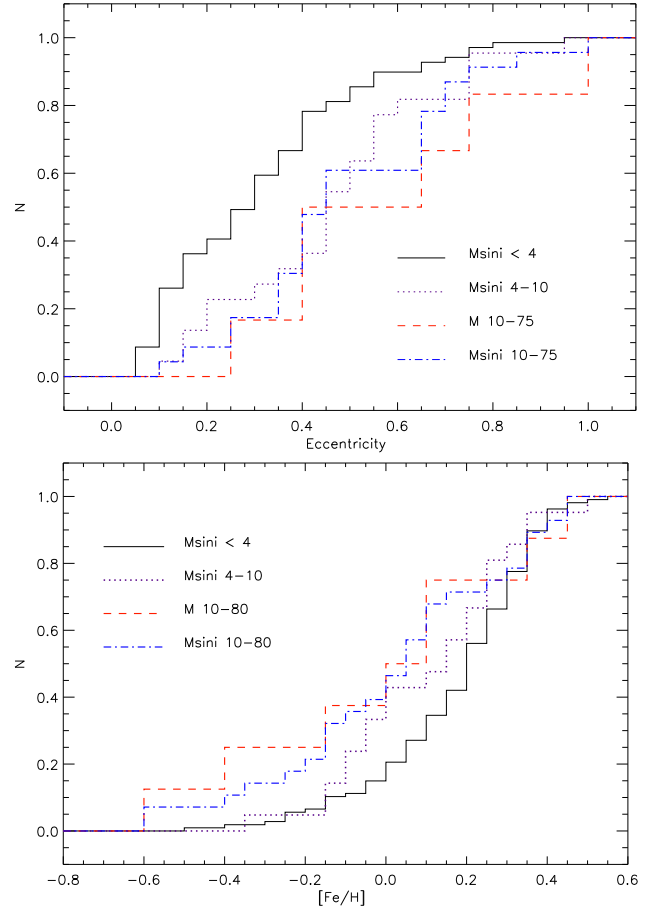 1.0
0.8
0.6
N
0.4
0.2
0.0
Msini < 4
Msini 4-10
M 10-75
Msini 10-75
0.0 0.2 0.4 0.6 0.8 1.0
Eccentricity
1.0
0.8
0.6
N
0.4
0.2
0.0
Msini < 4
Msini 4-10
M 10-80
Msini 10-80
-0.8 -0.6 -0.4 -0.2 0.0 0.2 0.4 0.6
[Fe/H]